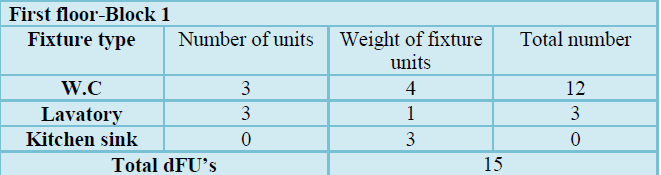 First floor-Block 1
Fixture type Number of units Weight of fixture units Total number
W.C 3 4 12
Lavatory 3 1 3
Kitchen sink 0 3 0
Total dFU's 15